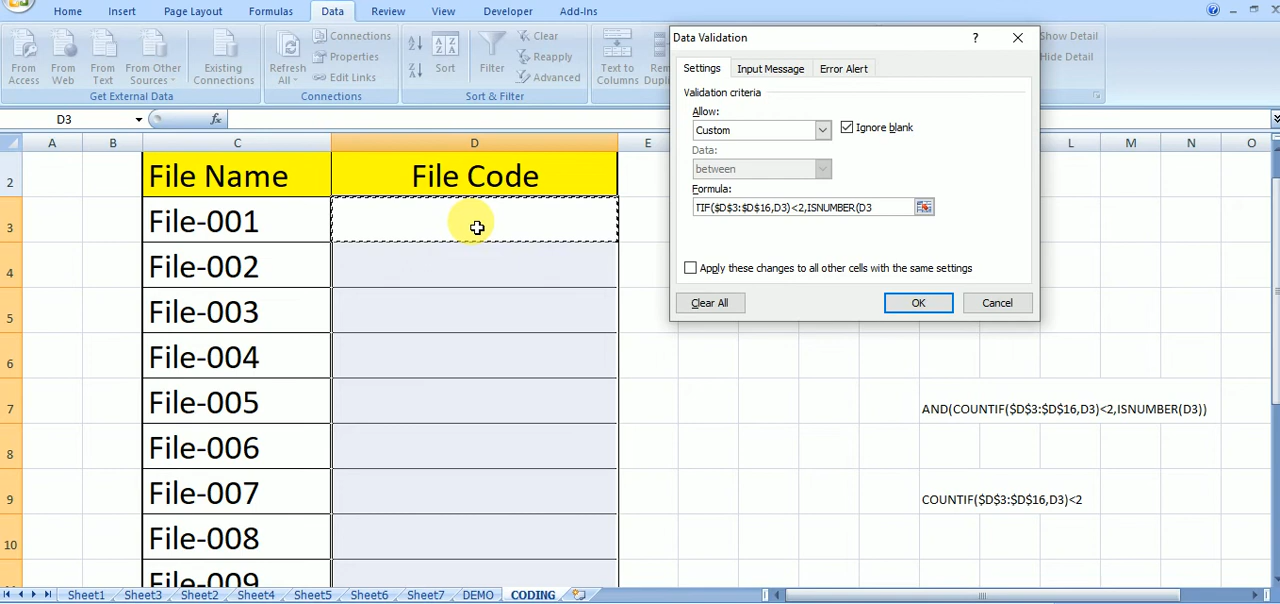 Home Insert Page Layout Formulas Data Review View Developer Add-Ins
From Access
From Web
From Text
From Other Sources
Existing Connections
Get External Data
Refresh All
Connections
Properties
Edit Links
Connections
Sort
Filter
Clear
Reapply
Advanced
Sort & Filter
Text to Columns
Show Detail
Hide Detail
D3
fx
A B C D E L M N O
2 File Name File Code
3 File-001
4 File-002
5 File-003
6 File-004
7 File-005
8 File-006
9 File-007
10 File-008
File-009
AND(COUNTIF($D$3:$D$16,D3)<2,ISNUMBER(D3))
COUNTIF($D$3:$D$16,D3)<2
Data Validation ?
Settings Input Message Error Alert
Validation criteria
Allow:
Custom
Ignore blank
Data:
between
Formula:
TIF($D$3:$D$16,D3)<2,ISNUMBER(D3
Apply these changes to all other cells with the same settings
Clear All OK Cancel
Sheet1 Sheet3 Sheet2 Sheet4 Sheet5 Sheet6 Sheet7 DEMO CODING